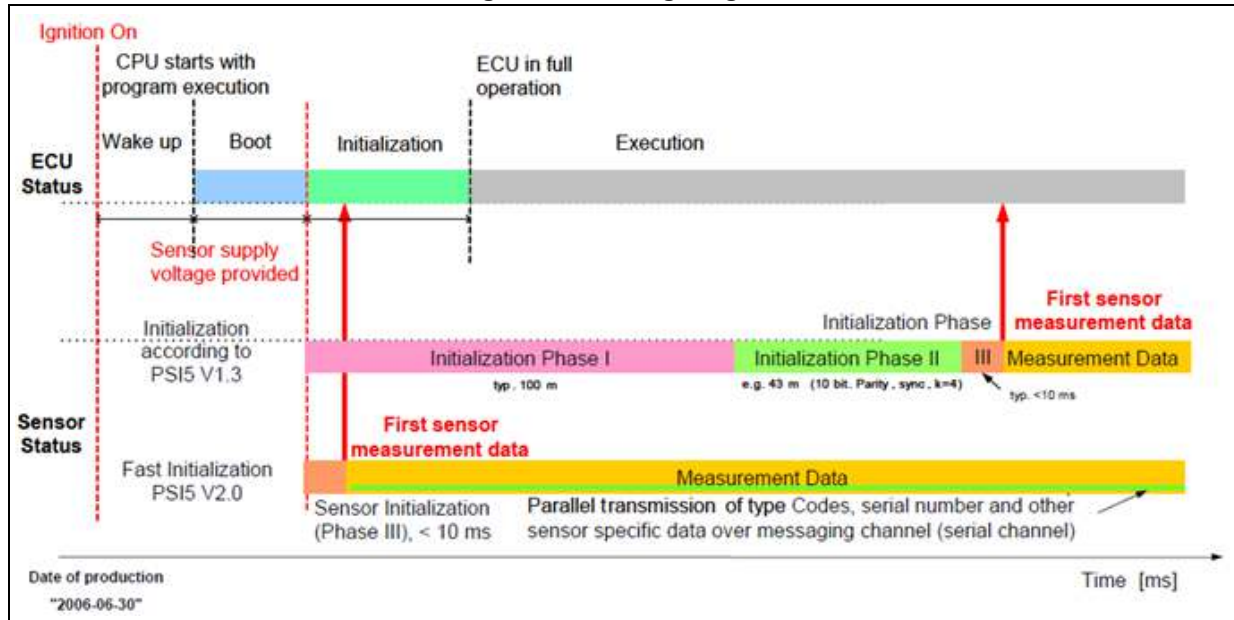 Ignition On
CPU starts with
program execution
ECU in full
operation
Wake up
Boot
Initialization
Execution
ECU
Status
Sensor supply
voltage provided
First sensor
measurement data
Initialization
according to
PSI5 V1.3
Initialization Phase
Initialization Phase I
Initialization Phase II
III
Measurement Data
typ. 100 m
e.g. 43 m (10 bit. Parity , sync , k=4)
typ. <10 ms
Sensor
Status
First sensor
measurement data
Fast Initialization
PSI5 V2.0
Measurement Data
Sensor Initialization
(Phase III), < 10 ms
Parallel transmission of type Codes, serial number and other
sensor specific data over messaging channel (serial channel)
Time [ms]
Date of production
"2006-06-30"